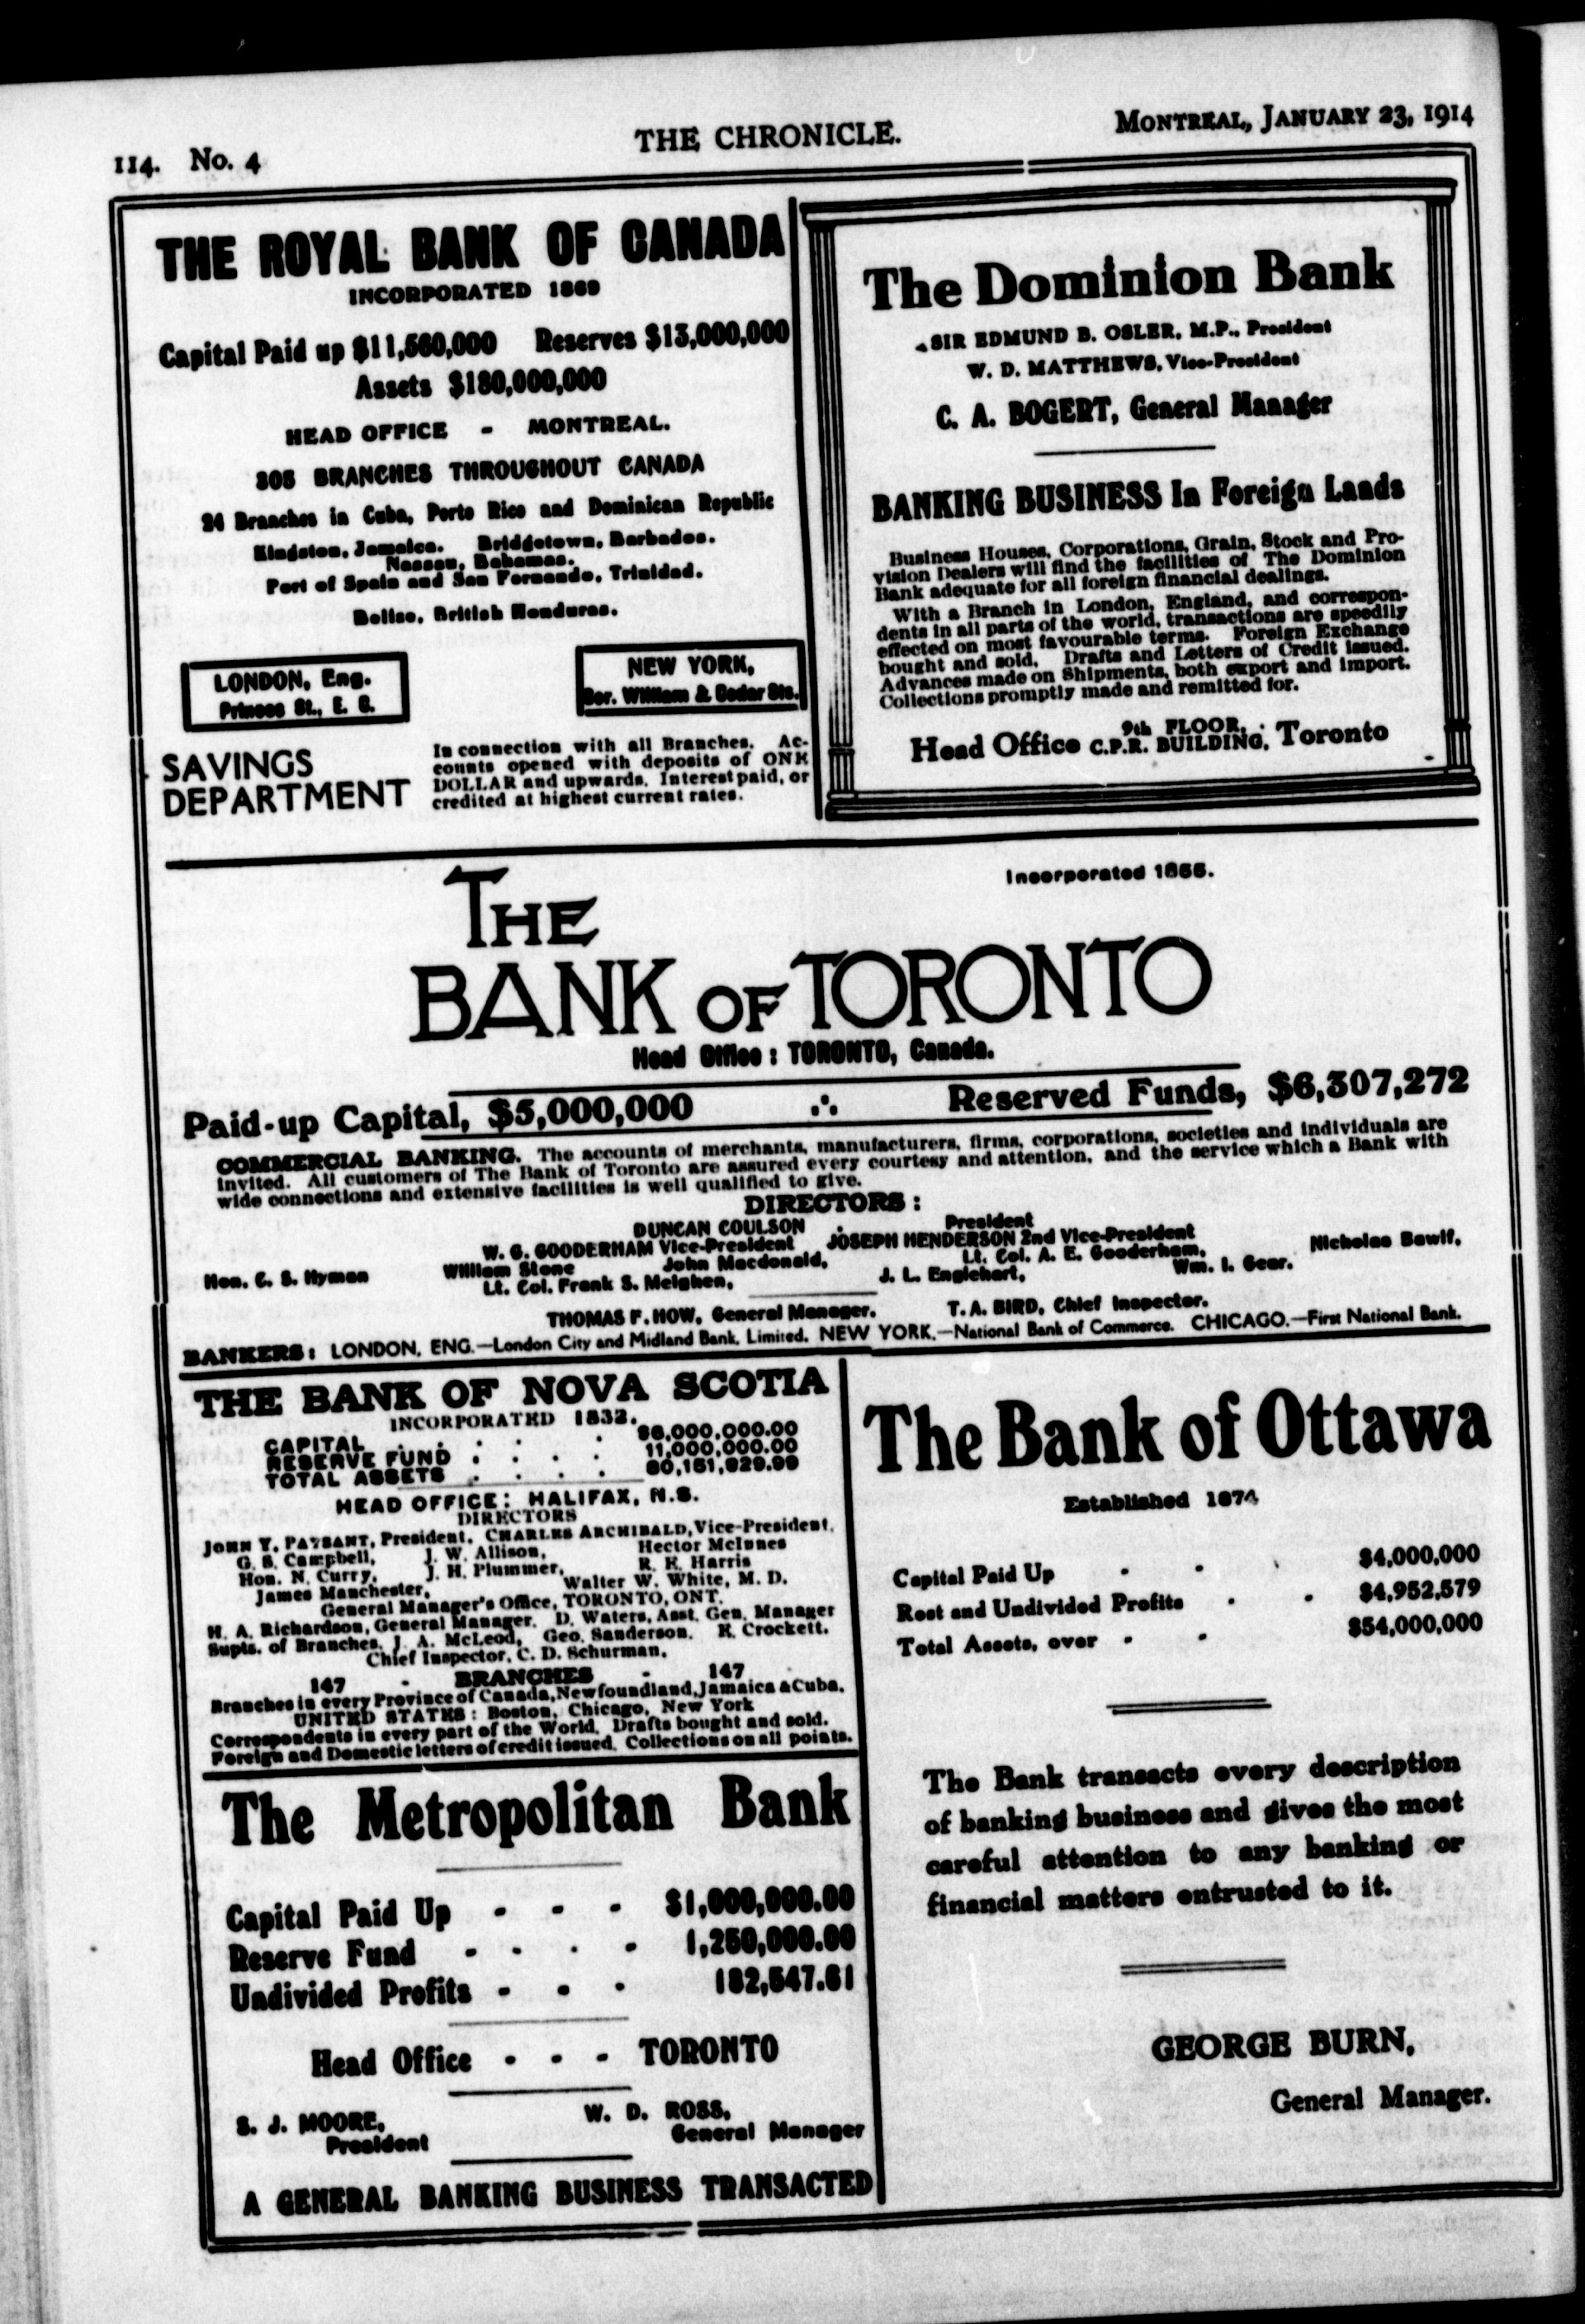 114. No. 4
THE CHRONICLE.
MONTREAL, JANUARY 23, 1914
THE ROYAL BANK OF CANADA
INCORPORATED 1869
Capital Paid up $11,560,000 Reserves $13,000,000
Assets $180,000,000
HEAD OFFICE - MONTREAL.
305 BRANCHES THROUGHOUT CANADA
24 Branches in Cuba, Porto Rico and Dominican Republic
Kingston, Jamaica. Bridgetown, Barbados.
Nassau, Bahamas.
Port of Spain and San Fernando, Trinidad.
Belize, British Honduras.
LONDON, Eng.
Princes St., E. C.
NEW YORK,
Cor. William & Cedar Sts.
SAVINGS
DEPARTMENT
In connection with all Branches. Ac-
counts opened with deposits of ONE
DOLLAR and upwards. Interest paid, or
credited at highest current rates.
The Dominion Bank
SIR EDMUND B. OSLER, M.P., President
W. D. MATTHEWS, Vice-President
C. A. BOGERT, General Manager
BANKING BUSINESS In Foreign Lands
Business Houses, Corporations, Grain, Stock and Pro-
vision Dealers will find the facilities of The Dominion
Bank adequate for all foreign financial dealings.
With a Branch in London, England, and correspon-
dents in all parts of the world, transactions are speedily
effected on most favourable terms. Foreign Exchange
bought and sold. Drafts and Letters of Credit issued.
Advances made on Shipments, both export and import.
Collections promptly made and remitted for.
Head Office 9th FLOOR, C.P.R. BUILDING, Toronto
Incorporated 1855.
THE
BANK OF TORONTO
Head Office : TORONTO, Canada.
Paid-up Capital, $5,000,000 ∴ Reserved Funds, $6,307,272
COMMERCIAL BANKING. The accounts of merchants, manufacturers, firms, corporations, societies and individuals are
invited. All customers of The Bank of Toronto are assured every courtesy and attention, and the service which a Bank with
wide connections and extensive facilities is well qualified to give.
DIRECTORS :
DUNCAN COULSON . President
W. G. GOODERHAM Vice-President JOSEPH HENDERSON 2nd Vice-President
Hon. C. S. Hyman William Stone John Macdonald, Lt. Col. A. E. Gooderham, Nicholas Bawlf,
Lt. Col. Frank S. Meighen, J. L. Englehart, Wm. I. Gear.
THOMAS F. HOW, General Manager. T. A. BIRD, Chief Inspector.
BANKERS : LONDON, ENG.—London City and Midland Bank, Limited. NEW YORK.—National Bank of Commerce. CHICAGO.—First National Bank.
THE BANK OF NOVA SCOTIA
INCORPORATED 1832.
CAPITAL . . . . $6,000,000.00
RESERVE FUND . . . . 11,000,000.00
TOTAL ASSETS . . . . 80,151,929.99
HEAD OFFICE: HALIFAX, N.S.
DIRECTORS
JOHN Y. PAYSANT, President. CHARLES ARCHIBALD, Vice-President.
G. S. Campbell, J. W. Allison, Hector McInnes
Hon. N. Curry, J. H. Plummer, R. E. Harris
James Manchester, Walter W. White, M. D.
General Manager's Office, TORONTO, ONT.
H. A. Richardson, General Manager. D. Waters, Asst. Gen. Manager
Supts. of Branches, J. A. McLeod, Geo. Sanderson. E. Crockett.
Chief Inspector, C. D. Schurman.
147 - BRANCHES - 147
Branches in every Province of Canada, Newfoundland, Jamaica & Cuba.
UNITED STATES : Boston, Chicago, New York
Correspondents in every part of the World. Drafts bought and sold.
Foreign and Domestic letters of credit issued. Collections on all points.
The Bank of Ottawa
Established 1874
Capital Paid Up - - $4,000,000
Rest and Undivided Profits - - $4,952,579
Total Assets, over - - $54,000,000
The Bank transacts every description
of banking business and gives the most
careful attention to any banking or
financial matters entrusted to it.
GEORGE BURN,
General Manager.
The Metropolitan Bank
Capital Paid Up - - - $1,000,000.00
Reserve Fund - - - - 1,250,000.00
Undivided Profits - - - 182,547.61
Head Office - - - TORONTO
S. J. MOORE,
President
W. D. ROSS,
General Manager
A GENERAL BANKING BUSINESS TRANSACTED